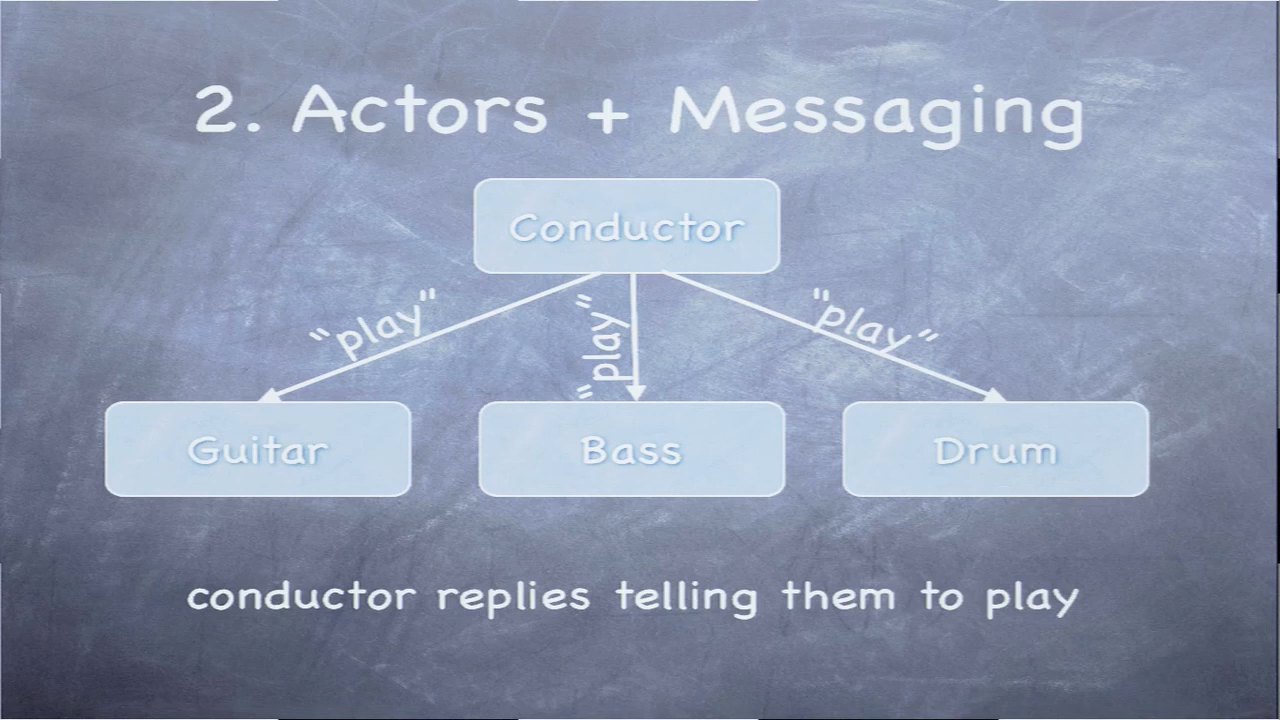 2. Actors + Messaging
Conductor
“play”
“play”
“play”
Guitar
Bass
Drum
conductor replies telling them to play